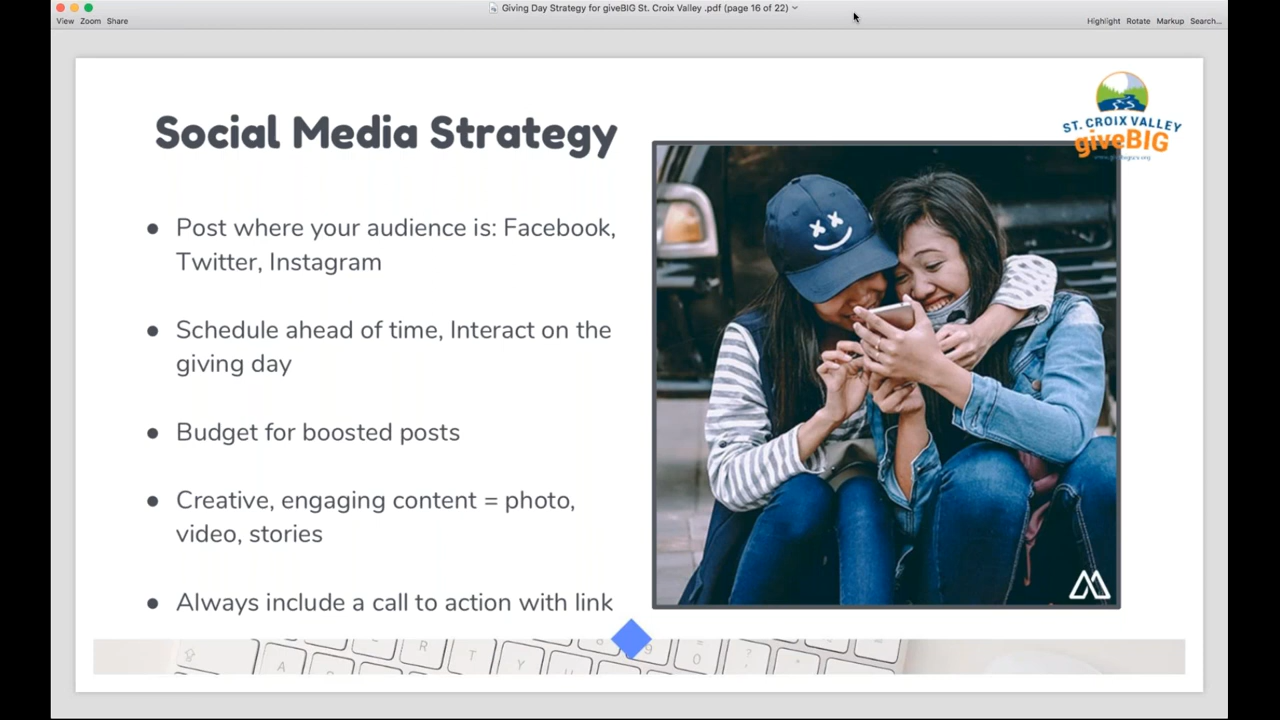 Giving Day Strategy for giveBIG St. Croix Valley .pdf (page 16 of 22)
View Zoom Share
Highlight Rotate Markup Search...
ST. CROIX VALLEY
giveBIG
Social Media Strategy
● Post where your audience is: Facebook,
Twitter, Instagram
● Schedule ahead of time, Interact on the
giving day
● Budget for boosted posts
● Creative, engaging content = photo,
video, stories
● Always include a call to action with link
R
9
A
T
Y
0
?